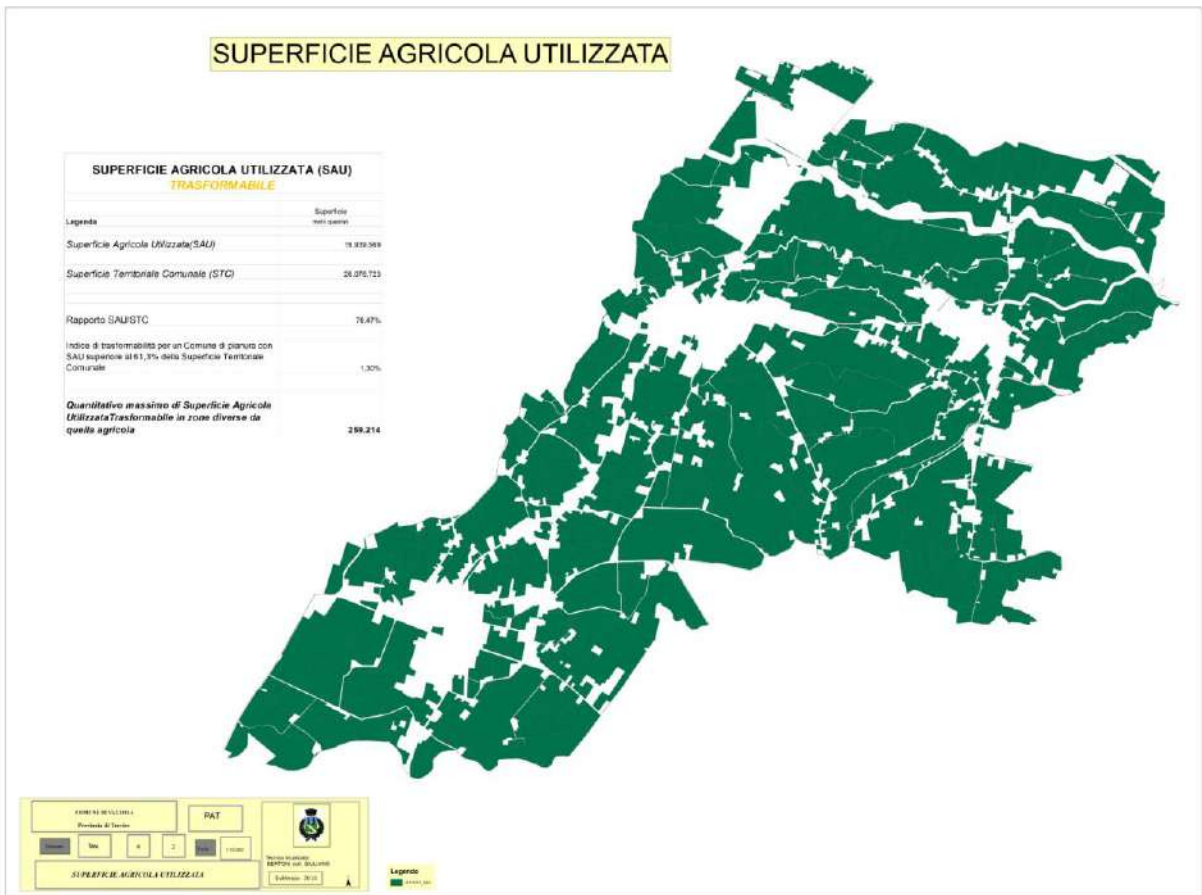 SUPERFICIE AGRICOLA UTILIZZATA
SUPERFICIE AGRICOLA UTILIZZATA (SAU)
TRASFORMABILE
Superficie
metri quadrati
Legenda
Superficie Agricola Utilizzata(SAU) 19.939.569
Superficie Territoriale Comunale (STC) 26.076.723
Rapporto SAU/STC 76,47%
Indice di trasformabilità per un Comune di pianura con
SAU superiore al 61,3% della Superficie Territoriale
Comunale 1,30%
Quantitativo massimo di Superficie Agricola
UtilizzataTrasformabile in zone diverse da
quella agricola 259.214
Provincia di Treviso
PAT
SUPERFICIE AGRICOLA UTILIZZATA
Legenda